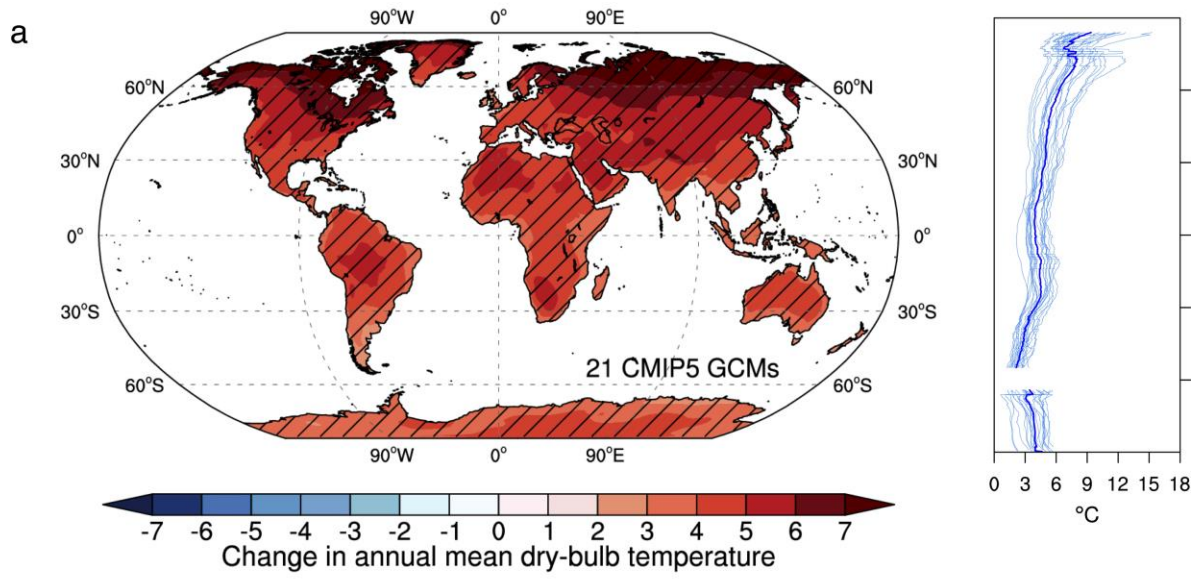 a
90°W 0° 90°E
60°N
30°N 30°N
0° 0°
30°S 30°S
21 CMIP5 GCMs
60°S 60°S
90°W 0° 90°E
0 3 6 9 12 15 18
°C
-7 -6 -5 -4 -3 -2 -1 0 1 2 3 4 5 6 7
Change in annual mean dry-bulb temperature